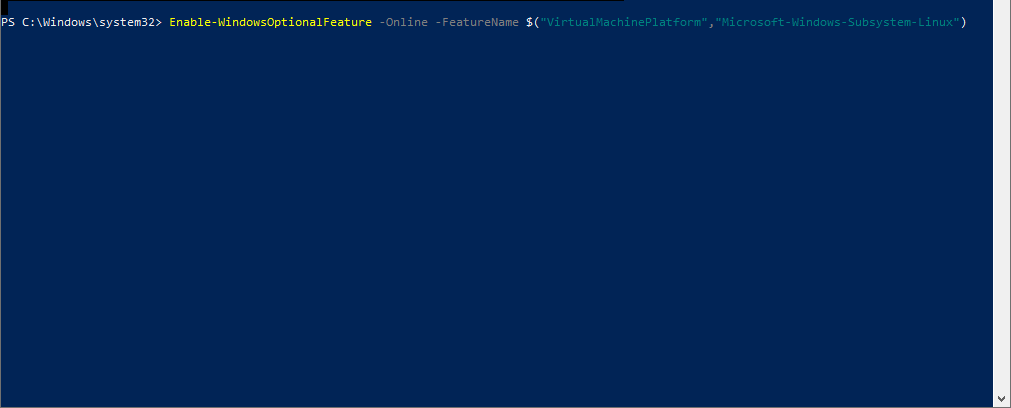 PS C:\Windows\system32> Enable-WindowsOptionalFeature -Online -FeatureName $("VirtualMachinePlatform","Microsoft-Windows-Subsystem-Linux")